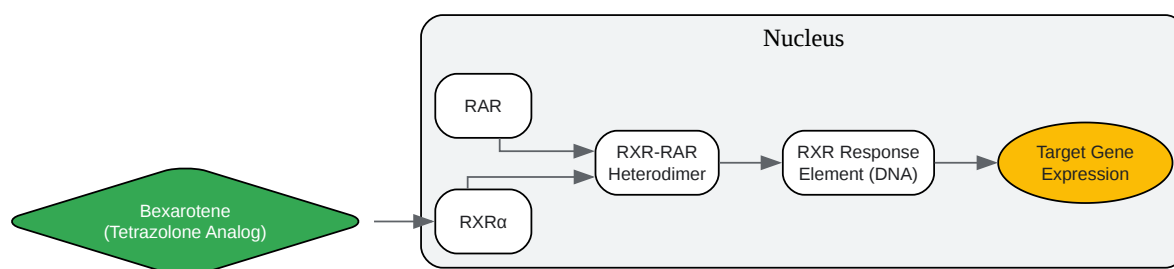 Nucleus
RAR
RXR-RAR
Heterodimer
RXR Response
Element (DNA)
Target Gene
Expression
Bexarotene
(Tetrazolone Analog)
RXRα